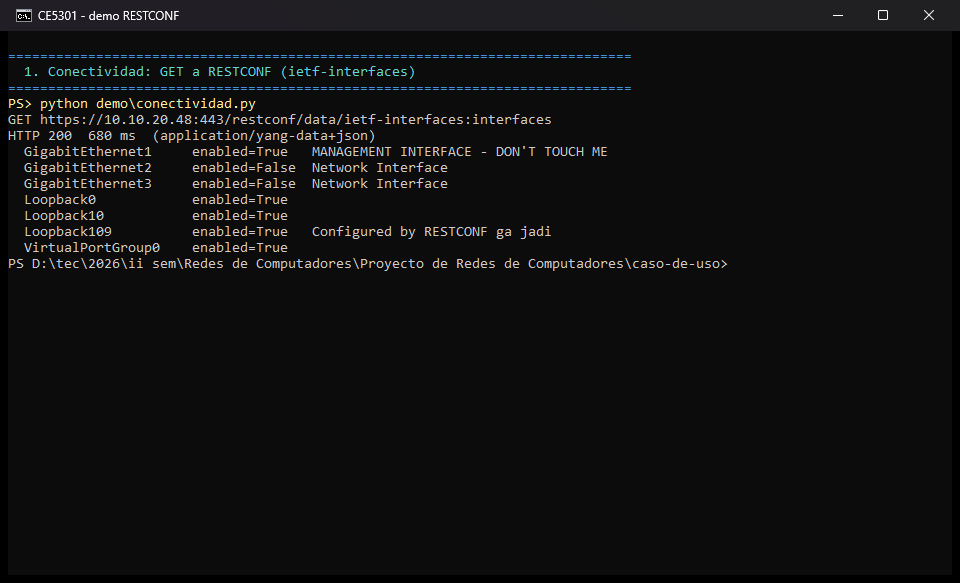 CE5301 - demo RESTCONF
==============================================================================
1. Conectividad: GET a RESTCONF (ietf-interfaces)
==============================================================================
PS> python demo\conectividad.py
GET https://10.10.20.48:443/restconf/data/ietf-interfaces:interfaces
HTTP 200  680 ms  (application/yang-data+json)
GigabitEthernet1     enabled=True   MANAGEMENT INTERFACE - DON'T TOUCH ME
GigabitEthernet2     enabled=False  Network Interface
GigabitEthernet3     enabled=False  Network Interface
Loopback0            enabled=True
Loopback10           enabled=True
Loopback109          enabled=True   Configured by RESTCONF ga jadi
VirtualPortGroup0    enabled=True
PS D:\tec\2026\ii sem\Redes de Computadores\Proyecto de Redes de Computadores\caso-de-uso>